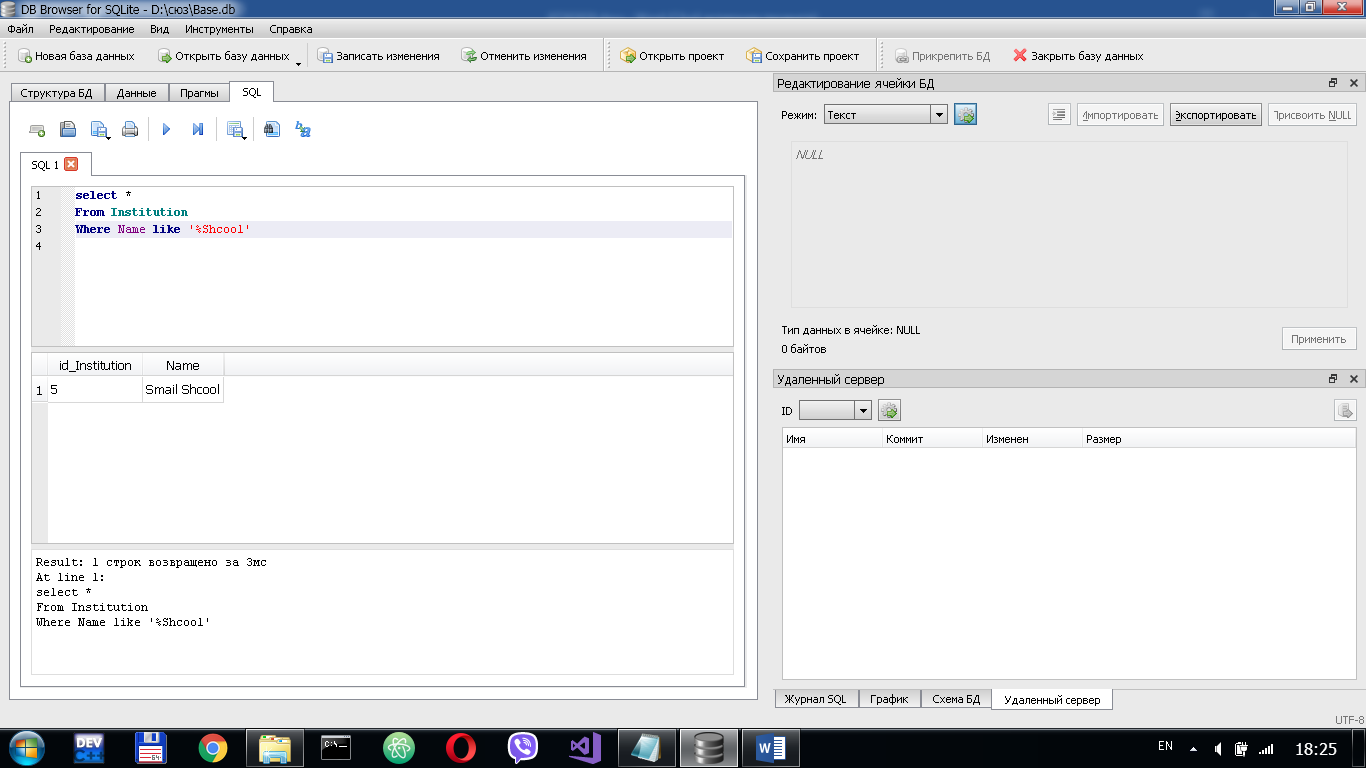 DB Browser for SQLite - D:\сюз\Base.db
Файл Редактирование Вид Инструменты Справка
Новая база данных Открыть базу данных Записать изменения Отменить изменения Открыть проект Сохранить проект Прикрепить БД Закрыть базу данных
Структура БД Данные Прагмы SQL
SQL 1
1 select *
2 From Institution
3 Where Name like '%Shcool'
4
id_Institution Name
1 5 Smail Shcool
Result: 1 строк возвращено за 3мс
At line 1:
select *
From Institution
Where Name like '%Shcool'
Редактирование ячейки БД
Режим: Текст Импортировать Экспортировать Присвоить NULL
NULL
Тип данных в ячейке: NULL
0 байтов
Применить
Удаленный сервер
ID
Имя Коммит Изменен Размер
Журнал SQL График Схема БД Удаленный сервер
UTF-8
DEV
64
C:\
W
EN 18:25